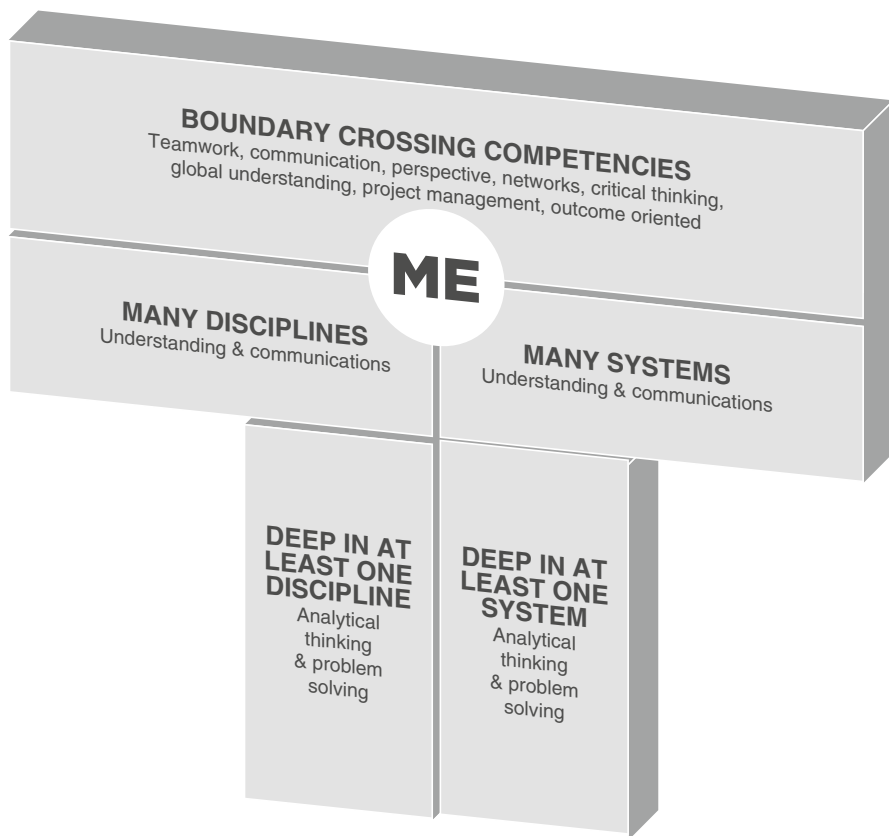 BOUNDARY CROSSING COMPETENCIES
Teamwork, communication, perspective, networks, critical thinking,
global understanding, project management, outcome oriented
ME
MANY DISCIPLINES
Understanding & communications
MANY SYSTEMS
Understanding & communications
DEEP IN AT
LEAST ONE
DISCIPLINE
Analytical
thinking
& problem
solving
DEEP IN AT
LEAST ONE
SYSTEM
Analytical
thinking
& problem
solving